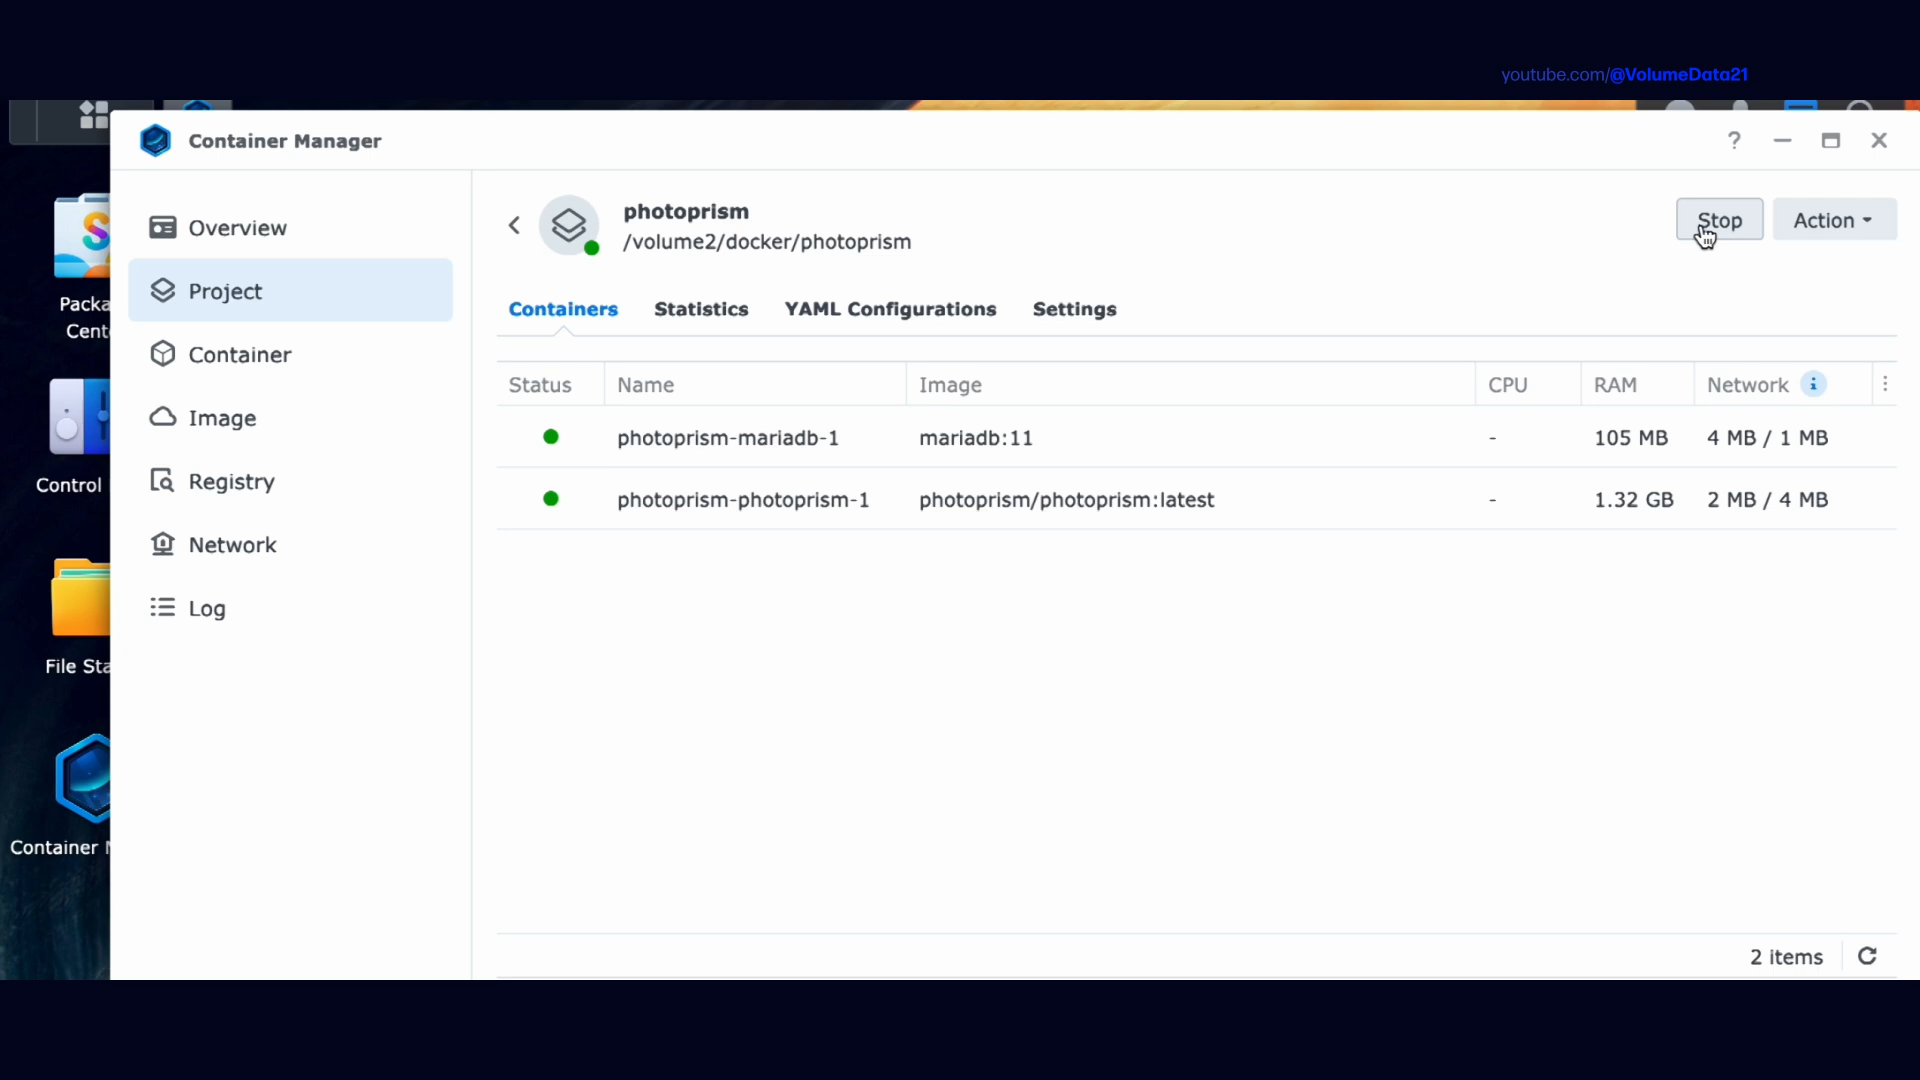 youtube.com/@VolumeData21
Container Manager
Packa
Cent
Control
File Sta
Container
Overview
Project
Container
Image
Registry
Network
Log
photoprism
/volume2/docker/photoprism
Stop
Action
Containers Statistics YAML Configurations Settings
Status Name Image CPU RAM Network
photoprism-mariadb-1 mariadb:11 - 105 MB 4 MB / 1 MB
photoprism-photoprism-1 photoprism/photoprism:latest - 1.32 GB 2 MB / 4 MB
2 items